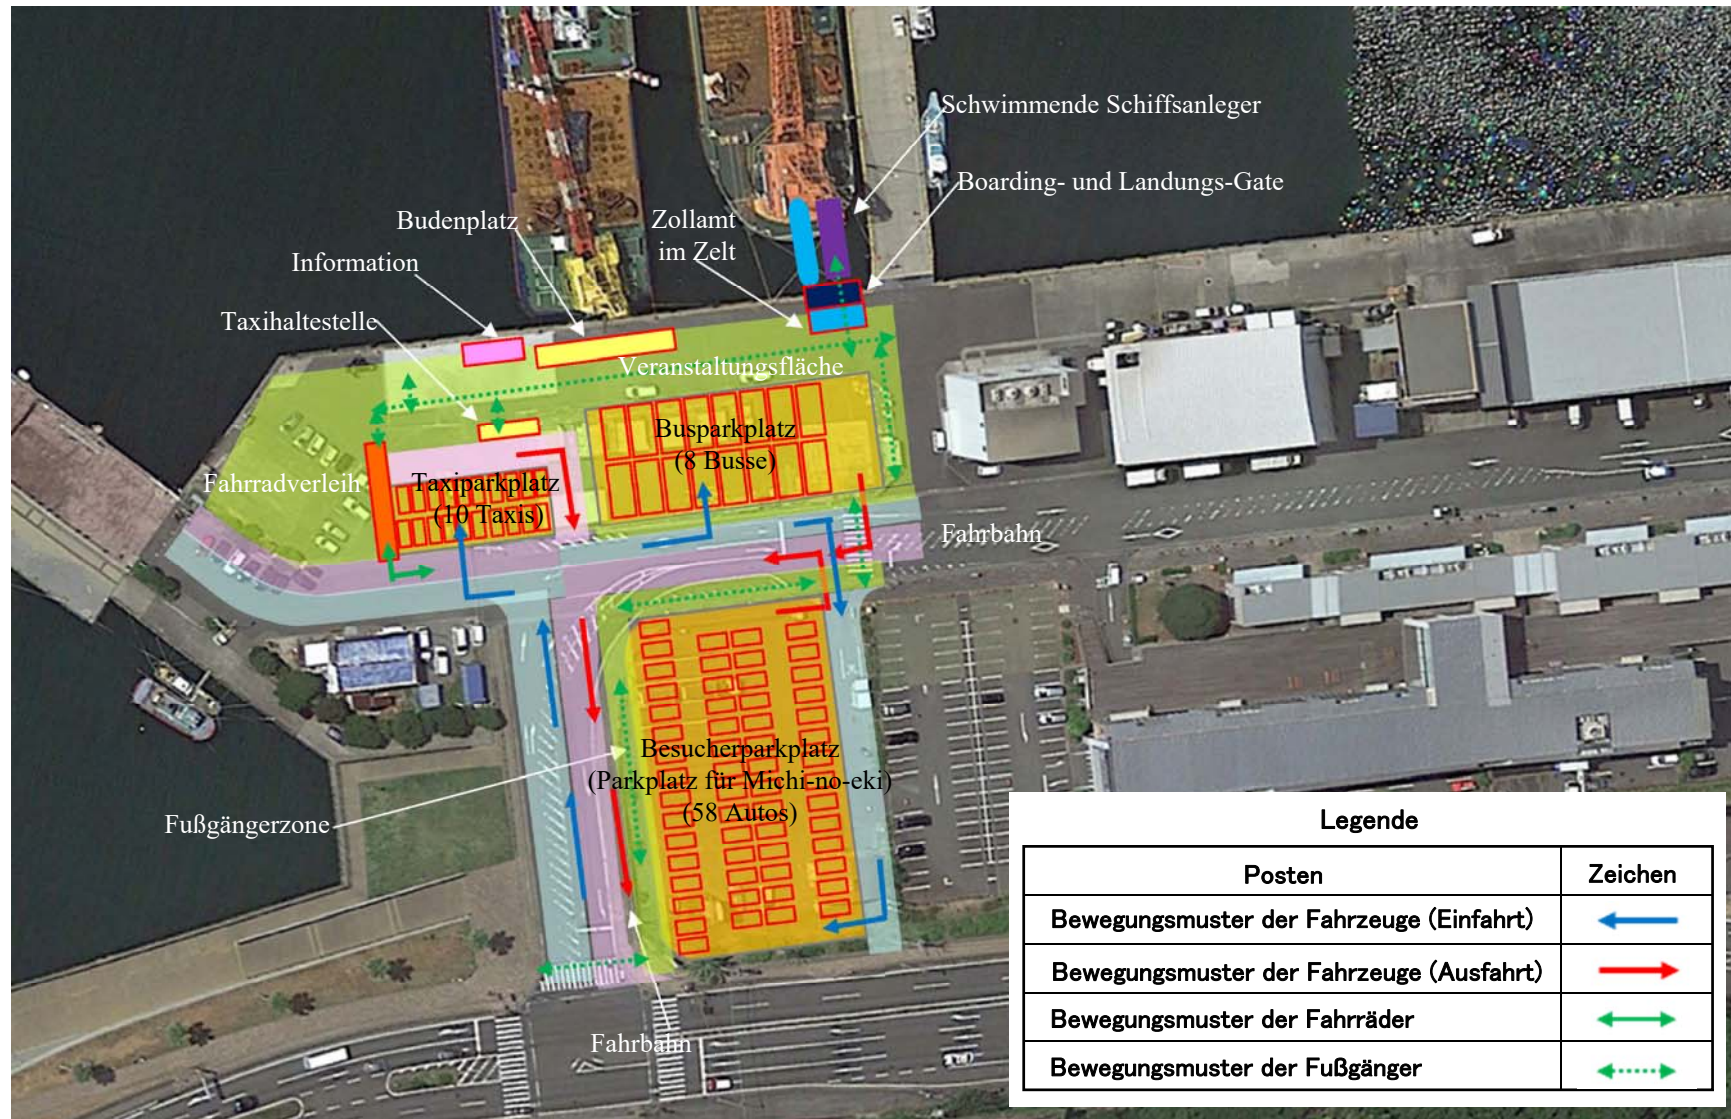 Schwimmende Schiffsanleger
Boarding- und Landungs-Gate
Budenplatz
Zollamt
im Zelt
Information
Taxihaltestelle
Veranstaltungsfläche
Busparkplatz
(8 Busse)
Fahrradverleih
Taxiparkplatz
(10 Taxis)
Fahrbahn
Besucherparkplatz
(Parkplatz für Michi-no-eki)
(58 Autos)
Fußgängerzone
Fahrbahn
Legende
Posten Zeichen
Bewegungsmuster der Fahrzeuge (Einfahrt)
Bewegungsmuster der Fahrzeuge (Ausfahrt)
Bewegungsmuster der Fahrräder
Bewegungsmuster der Fußgänger